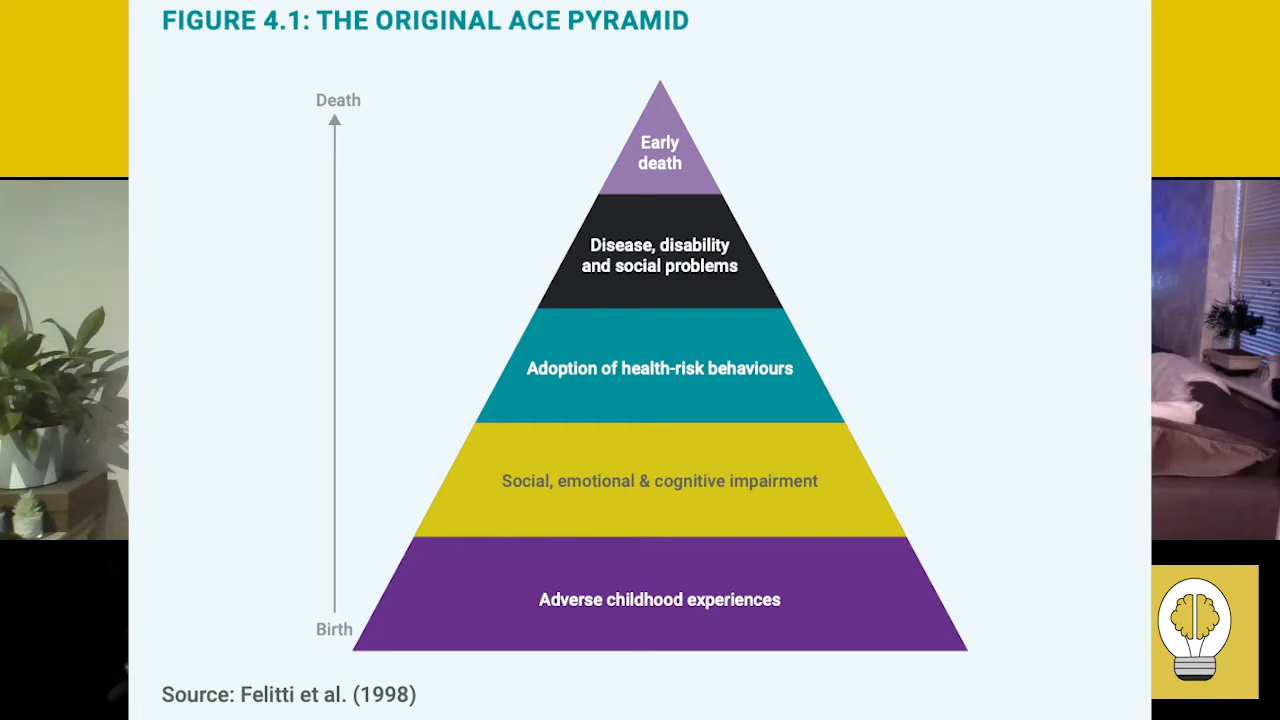 FIGURE 4.1: THE ORIGINAL ACE PYRAMID
Death
Early
death
Disease, disability
and social problems
Adoption of health-risk behaviours
Social, emotional & cognitive impairment
Adverse childhood experiences
Birth
Source: Felitti et al. (1998)